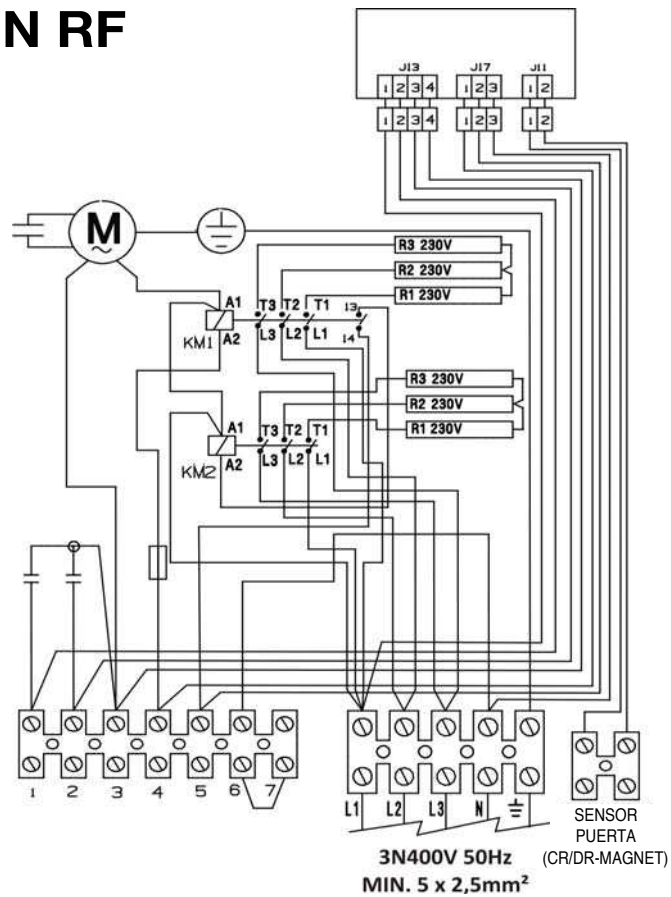 N RF
J13 J17 J11
1 2 3 4 1 2 3 1 2
1 2 3 4 1 2 3 1 2
M
~
R3 230V
R2 230V
R1 230V
A1 T3 T2 T1 13
KM1 A2 L3 L2 L1 14
R3 230V
R2 230V
R1 230V
A1 T3 T2 T1
KM2 A2 L3 L2 L1
1 2 3 4 5 6 7
L1 L2 L3 N
SENSOR
PUERTA
(CR/DR-MAGNET)
3N400V 50Hz
MIN. 5 x 2,5mm²